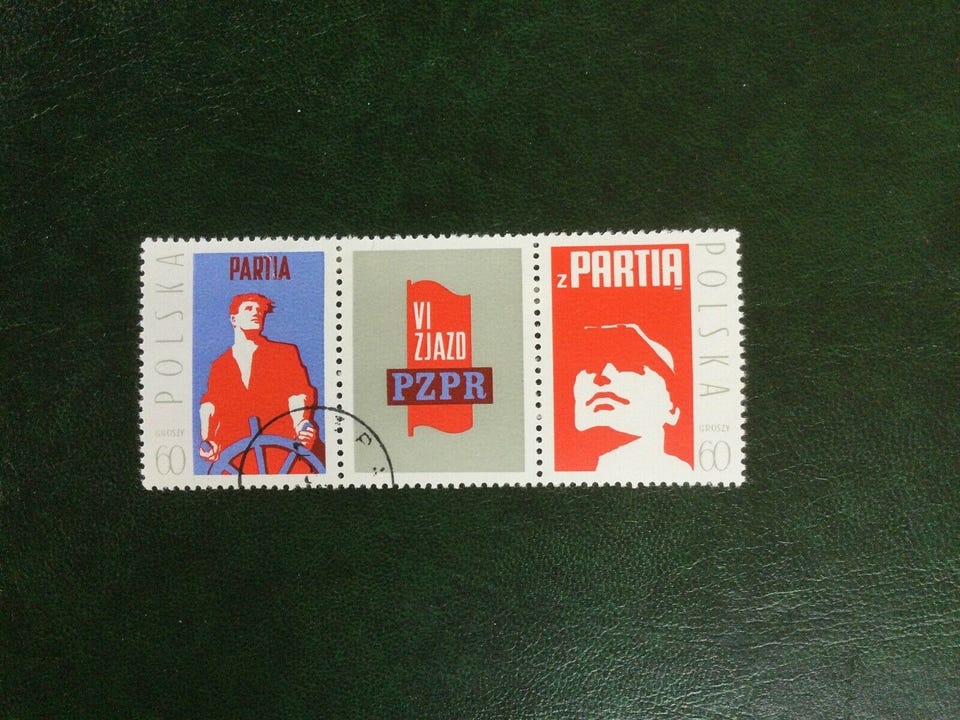 POLSKA
PARTIA
GROSZY
60
VI
ZJAZD
PZPR
z PARTIĄ
POLSKA
GROSZY
60